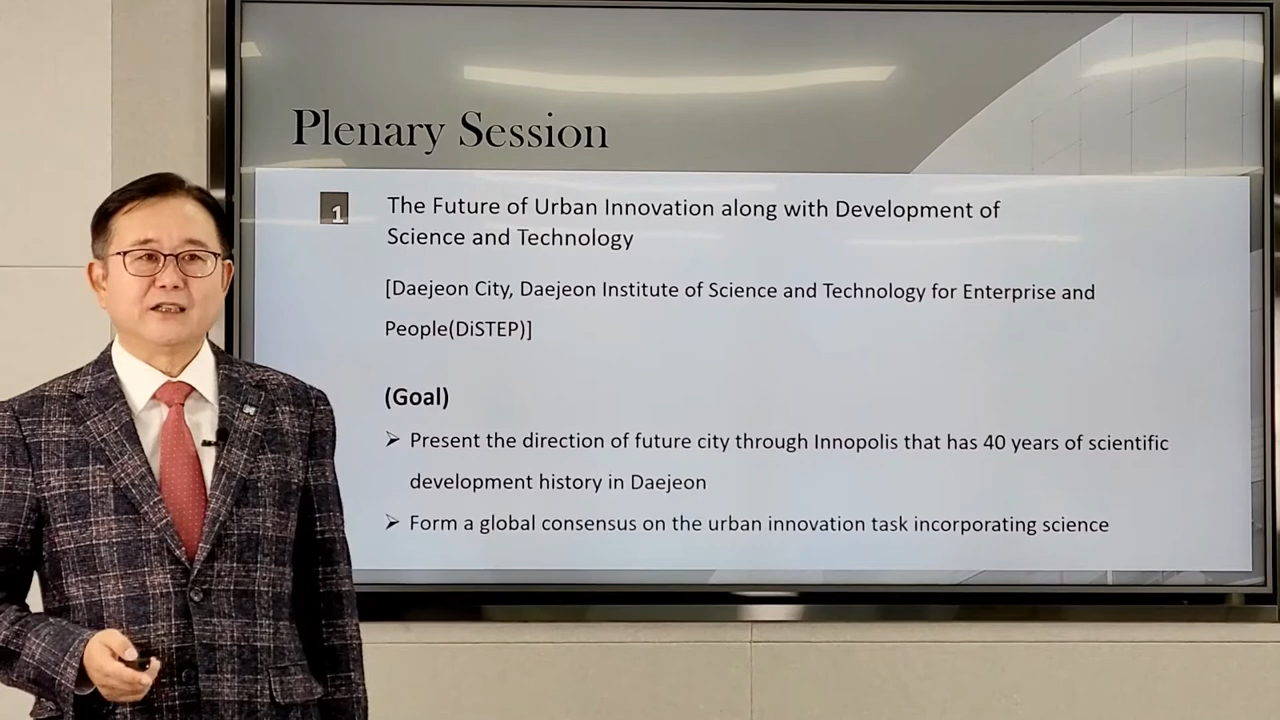 Plenary Session
1
The Future of Urban Innovation along with Development of
Science and Technology
[Daejeon City, Daejeon Institute of Science and Technology for Enterprise and
People(DiSTEP)]
(Goal)
➢ Present the direction of future city through Innopolis that has 40 years of scientific
development history in Daejeon
➢ Form a global consensus on the urban innovation task incorporating science